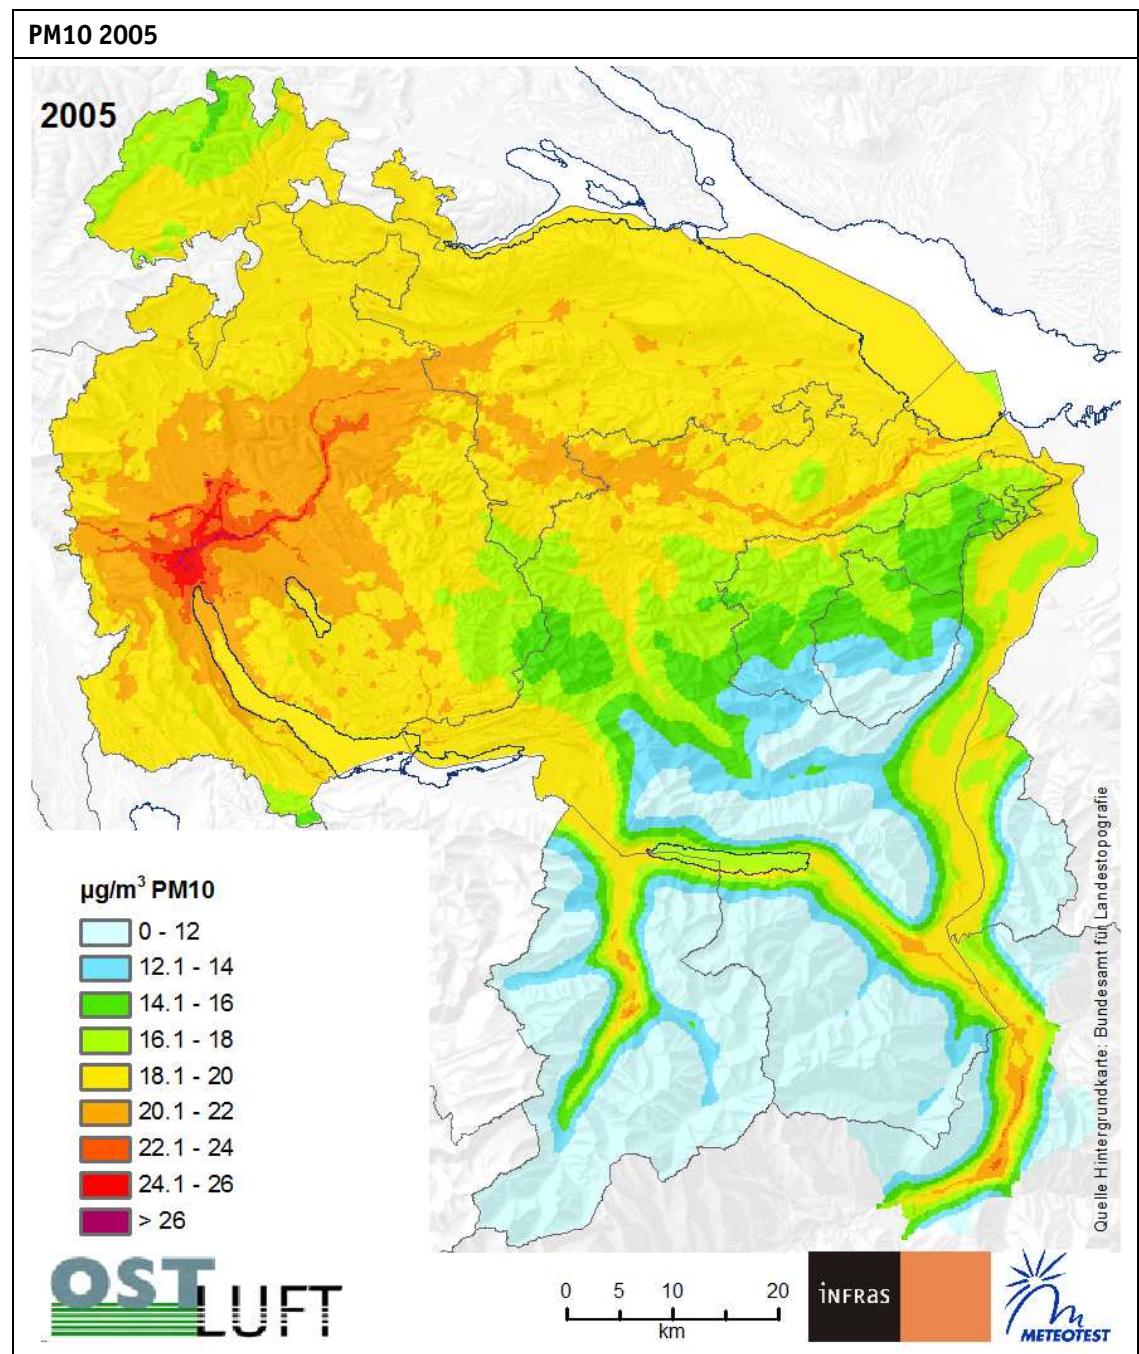 PM10 2005
2005
µg/m³ PM10
0 - 12
12.1 - 14
14.1 - 16
16.1 - 18
18.1 - 20
20.1 - 22
22.1 - 24
24.1 - 26
> 26
Quelle Hintergrundkarte: Bundesamt für Landestopografie
OSTLUFT
0 5 10 20
km
iNFRaS
METEOTEST